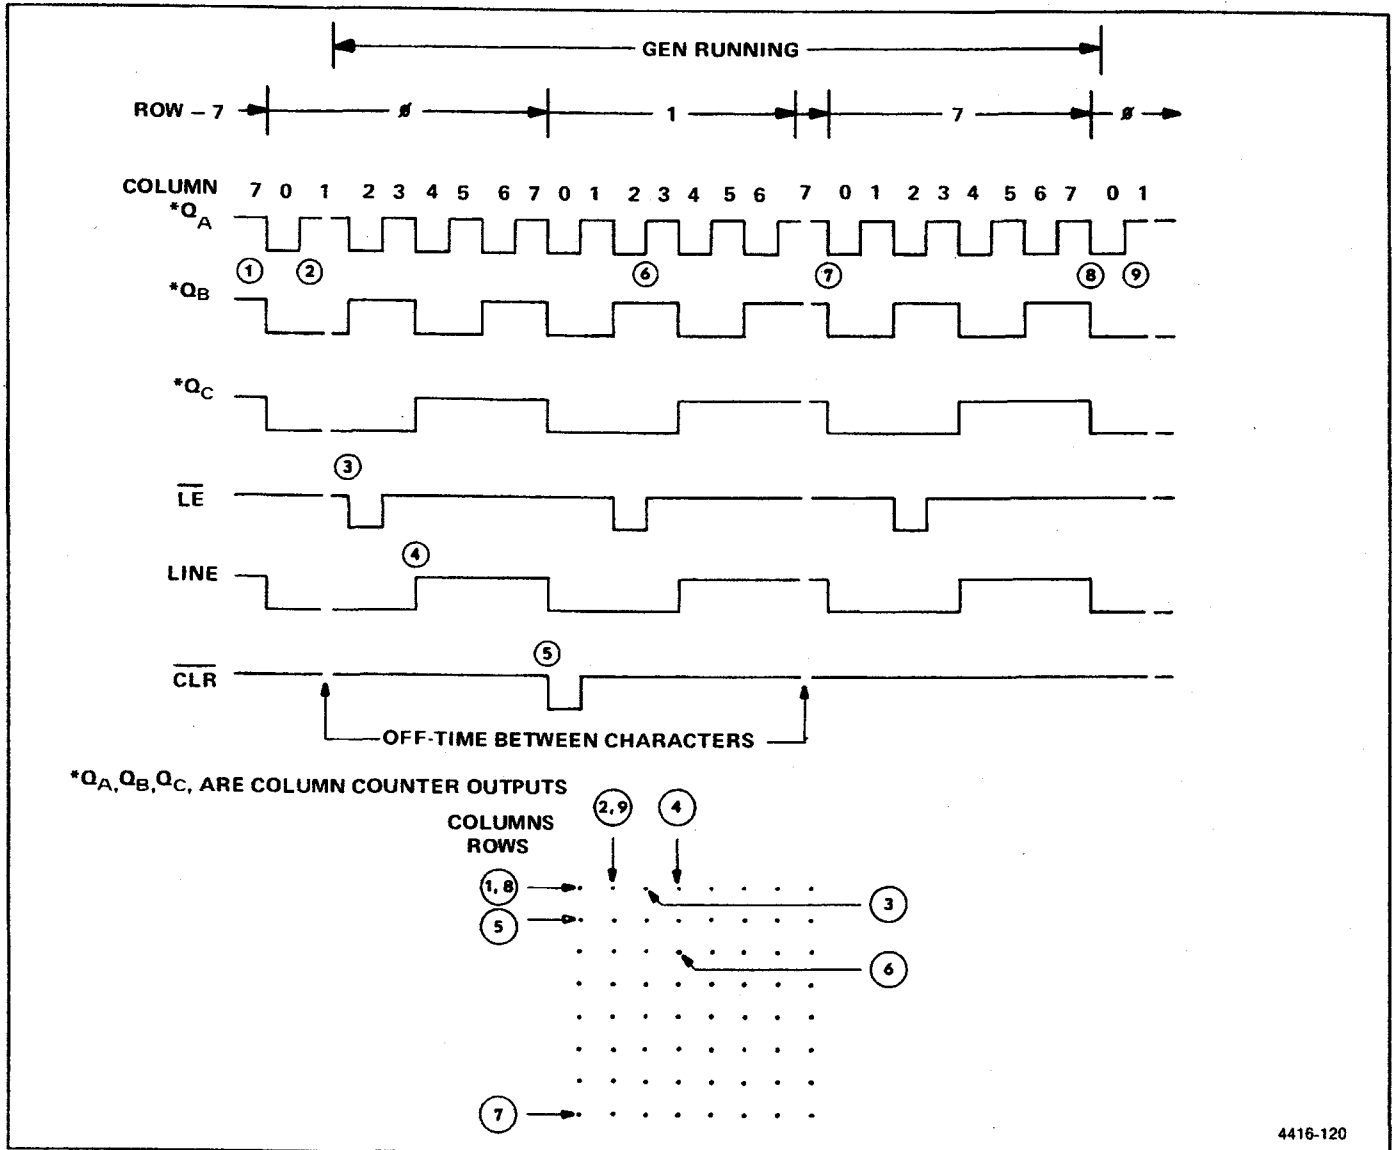 GEN RUNNING
ROW – 7 ø 1 7 ø
COLUMN 7 0 1 2 3 4 5 6 7 0 1 2 3 4 5 6 7 0 1 2 3 4 5 6 7 0 1
*QA
1 2 6 7 8 9
*QB
*QC
3
LE
4
LINE
5
CLR
OFF-TIME BETWEEN CHARACTERS
*QA,QB,QC, ARE COLUMN COUNTER OUTPUTS
2,9 4
COLUMNS
ROWS
1, 8
3
5
6
7
4416-120